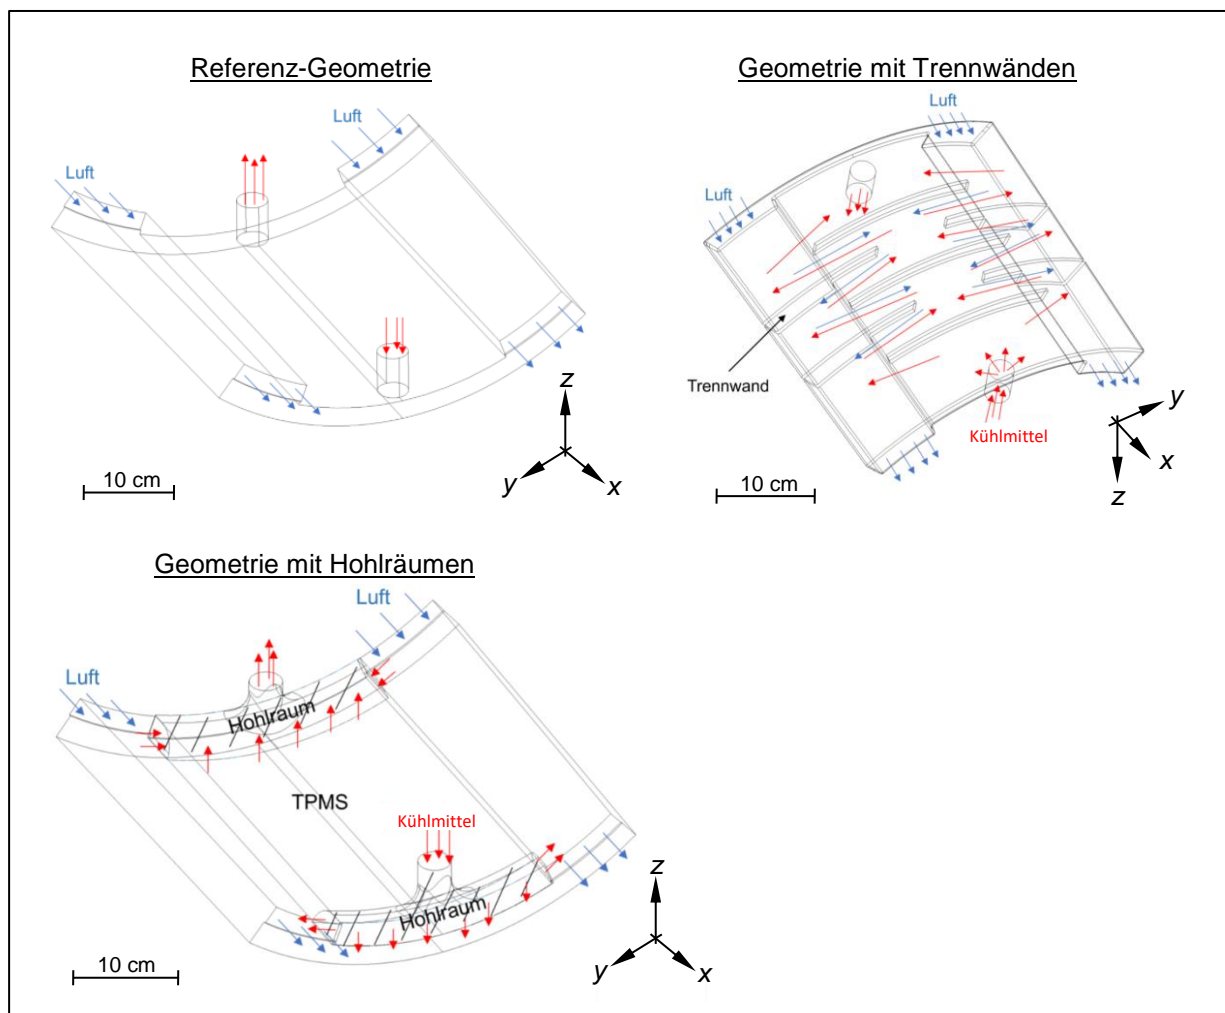 Referenz-Geometrie
Luft
Luft
10 cm
z
y
x
Geometrie mit Trennwänden
Luft
Luft
Trennwand
Kühlmittel
10 cm
y
x
z
Geometrie mit Hohlräumen
Luft
Luft
Hohlraum
TPMS
Kühlmittel
Hohlraum
10 cm
z
y
x